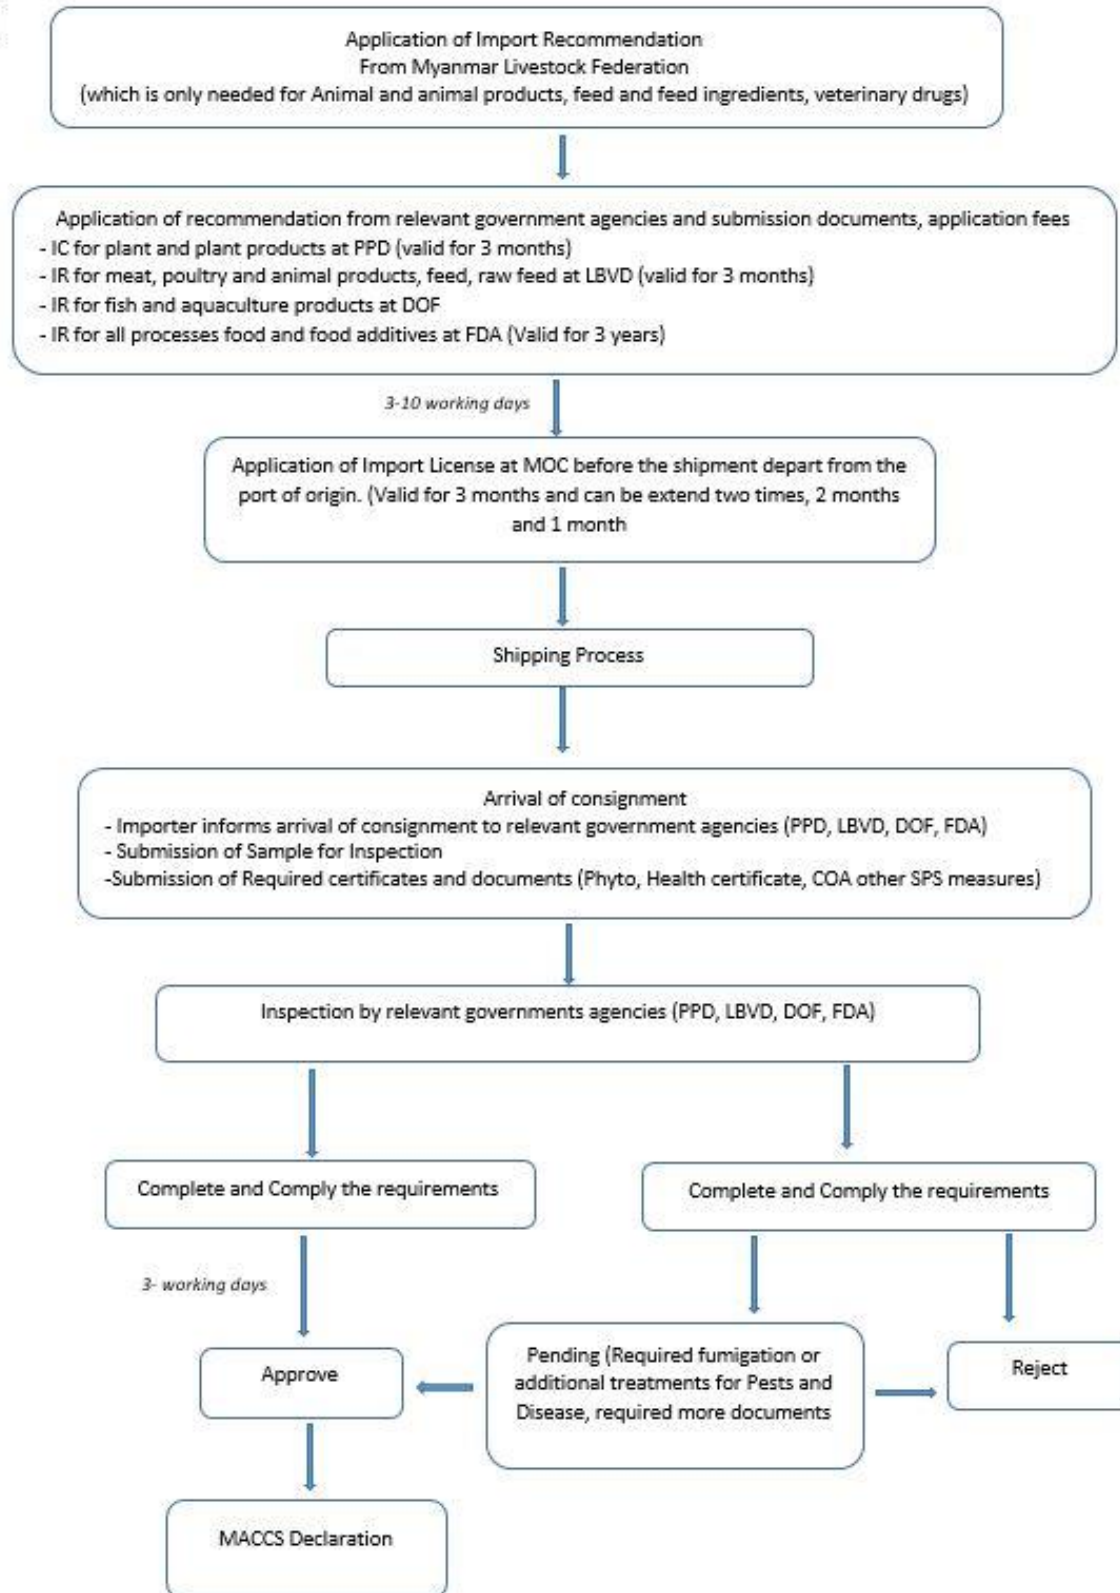 Application of Import Recommendation
From Myanmar Livestock Federation
(which is only needed for Animal and animal products, feed and feed ingredients, veterinary drugs)
Application of recommendation from relevant government agencies and submission documents, application fees
- IC for plant and plant products at PPD (valid for 3 months)
- IR for meat, poultry and animal products, feed, raw feed at LBVD (valid for 3 months)
- IR for fish and aquaculture products at DOF
- IR for all processes food and food additives at FDA (Valid for 3 years)
3-10 working days
Application of Import License at MOC before the shipment depart from the
port of origin. (Valid for 3 months and can be extend two times, 2 months
and 1 month
Shipping Process
Arrival of consignment
- Importer informs arrival of consignment to relevant government agencies (PPD, LBVD, DOF, FDA)
- Submission of Sample for Inspection
-Submission of Required certificates and documents (Phyto, Health certificate, COA other SPS measures)
Inspection by relevant governments agencies (PPD, LBVD, DOF, FDA)
Complete and Comply the requirements
Complete and Comply the requirements
3- working days
Approve
Pending (Required fumigation or
additional treatments for Pests and
Disease, required more documents
Reject
MACCS Declaration